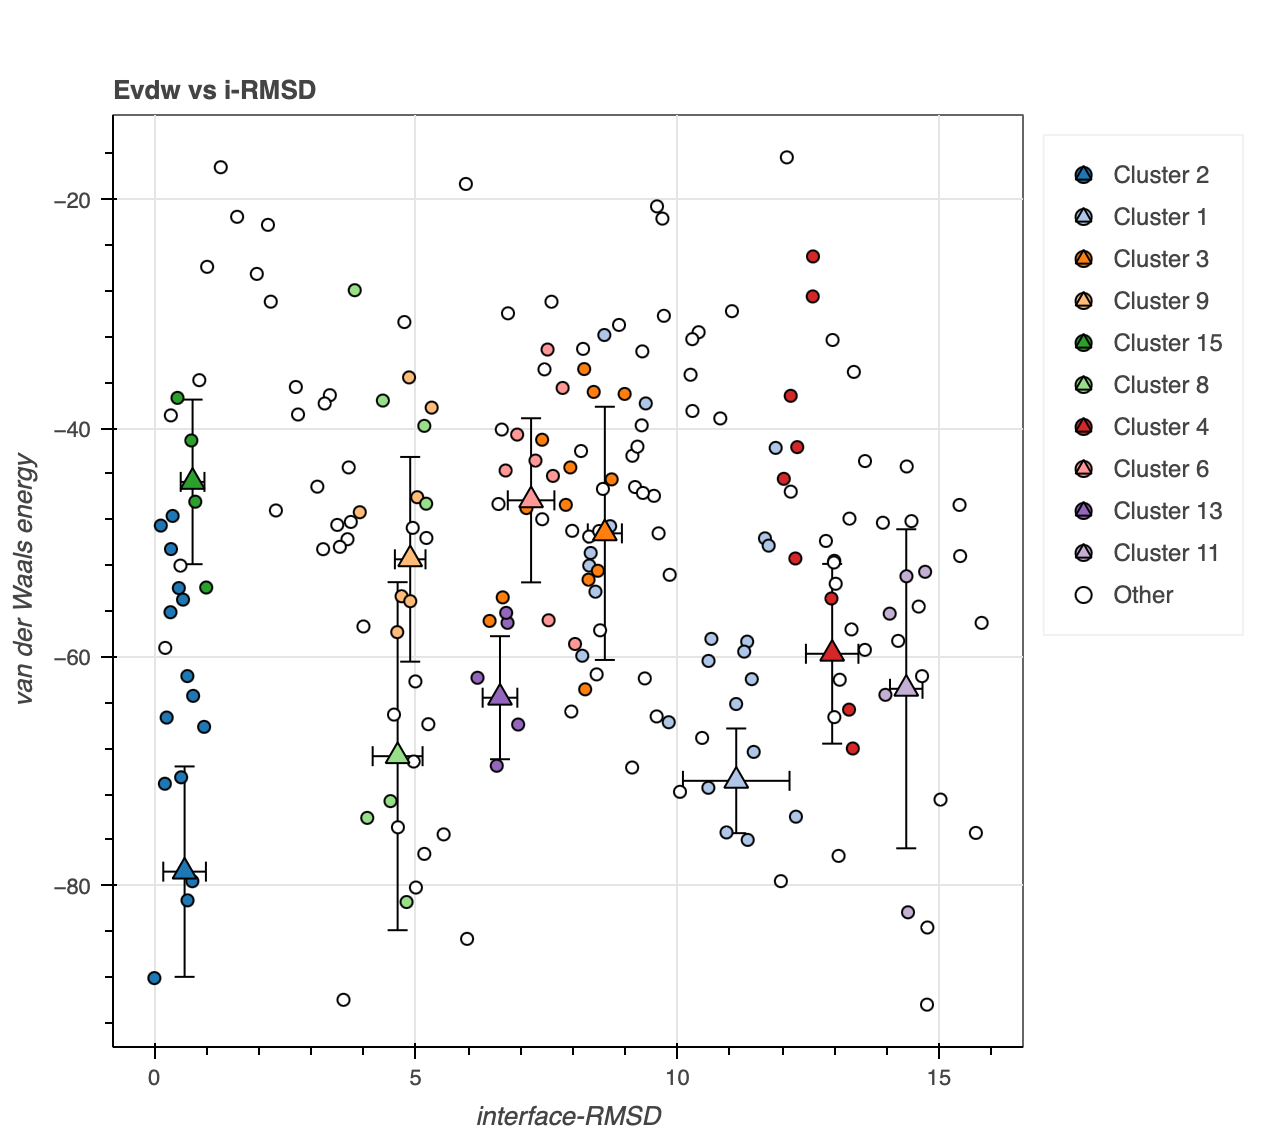 Evdw vs i-RMSD
van der Waals energy
−20
−40
−60
−80
0
5
10
15
interface-RMSD
Cluster 2
Cluster 1
Cluster 3
Cluster 9
Cluster 15
Cluster 8
Cluster 4
Cluster 6
Cluster 13
Cluster 11
Other